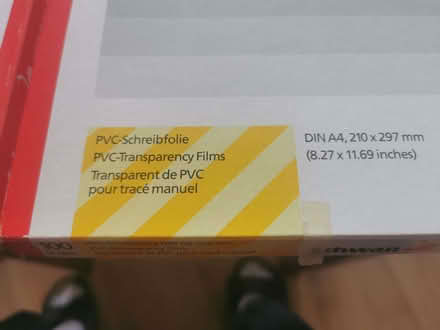 PVC-Schreibfolie
PVC-Transparency Films
Transparent de PVC
pour tracé manuel
DIN A4, 210 x 297 mm
(8.27 x 11.69 inches)
100